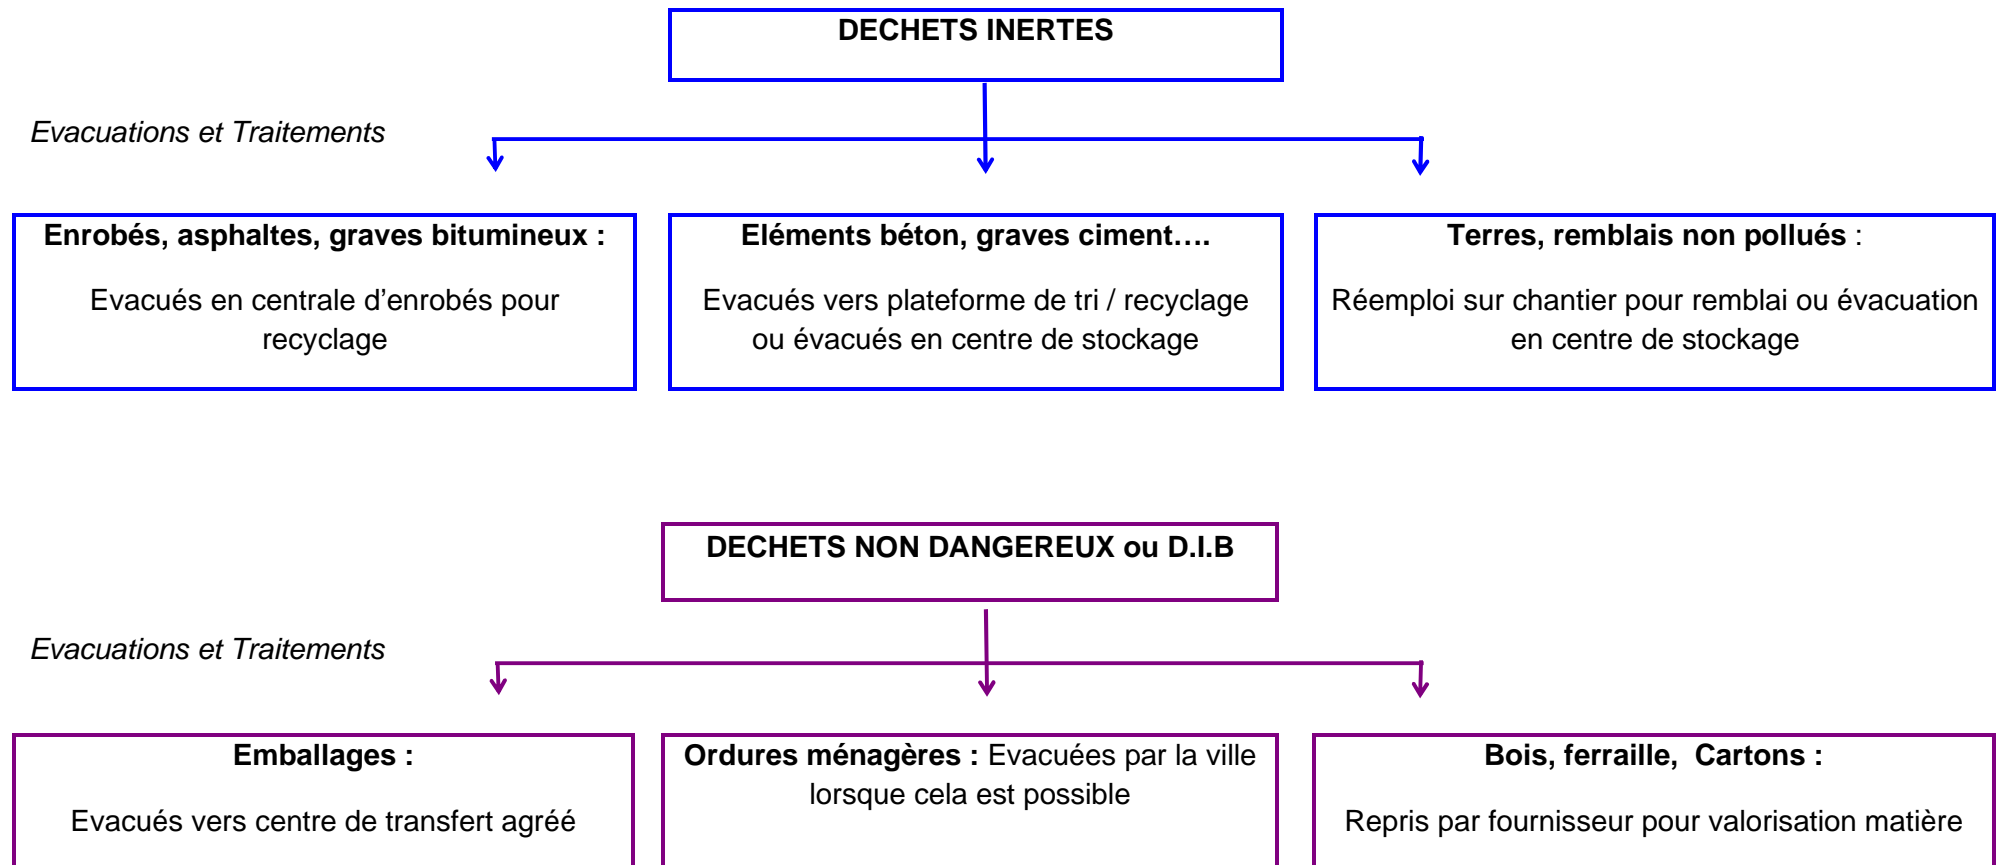 DECHETS INERTES
Evacuations et Traitements
Enrobés, asphaltes, graves bitumineux :
Evacués en centrale d’enrobés pour
recyclage
Eléments béton, graves ciment….
Evacués vers plateforme de tri / recyclage
ou évacués en centre de stockage
Terres, remblais non pollués :
Réemploi sur chantier pour remblai ou évacuation
en centre de stockage
DECHETS NON DANGEREUX ou D.I.B
Evacuations et Traitements
Emballages :
Evacués vers centre de transfert agréé
Ordures ménagères : Evacuées par la ville
lorsque cela est possible
Bois, ferraille,  Cartons :
Repris par fournisseur pour valorisation matière